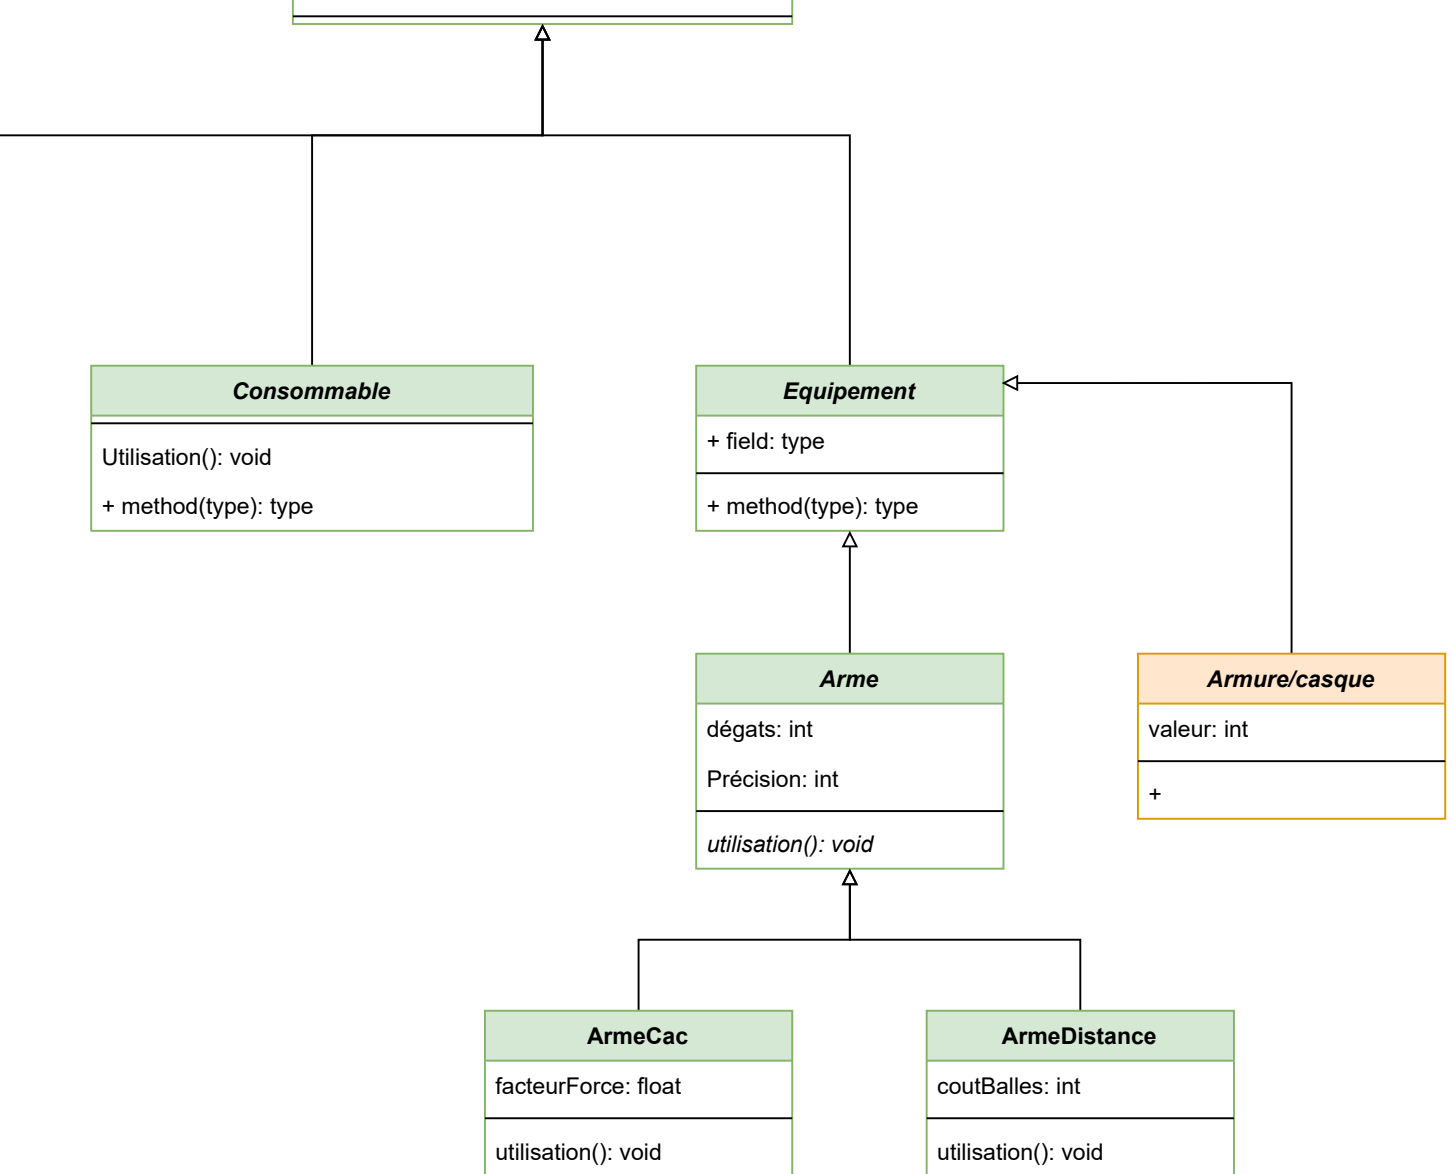 Consommable
Utilisation(): void
+ method(type): type
Equipement
+ field: type
+ method(type): type
Arme
dégats: int
Précision: int
utilisation(): void
Armure/casque
valeur: int
+
ArmeCac
facteurForce: float
utilisation(): void
ArmeDistance
coutBalles: int
utilisation(): void